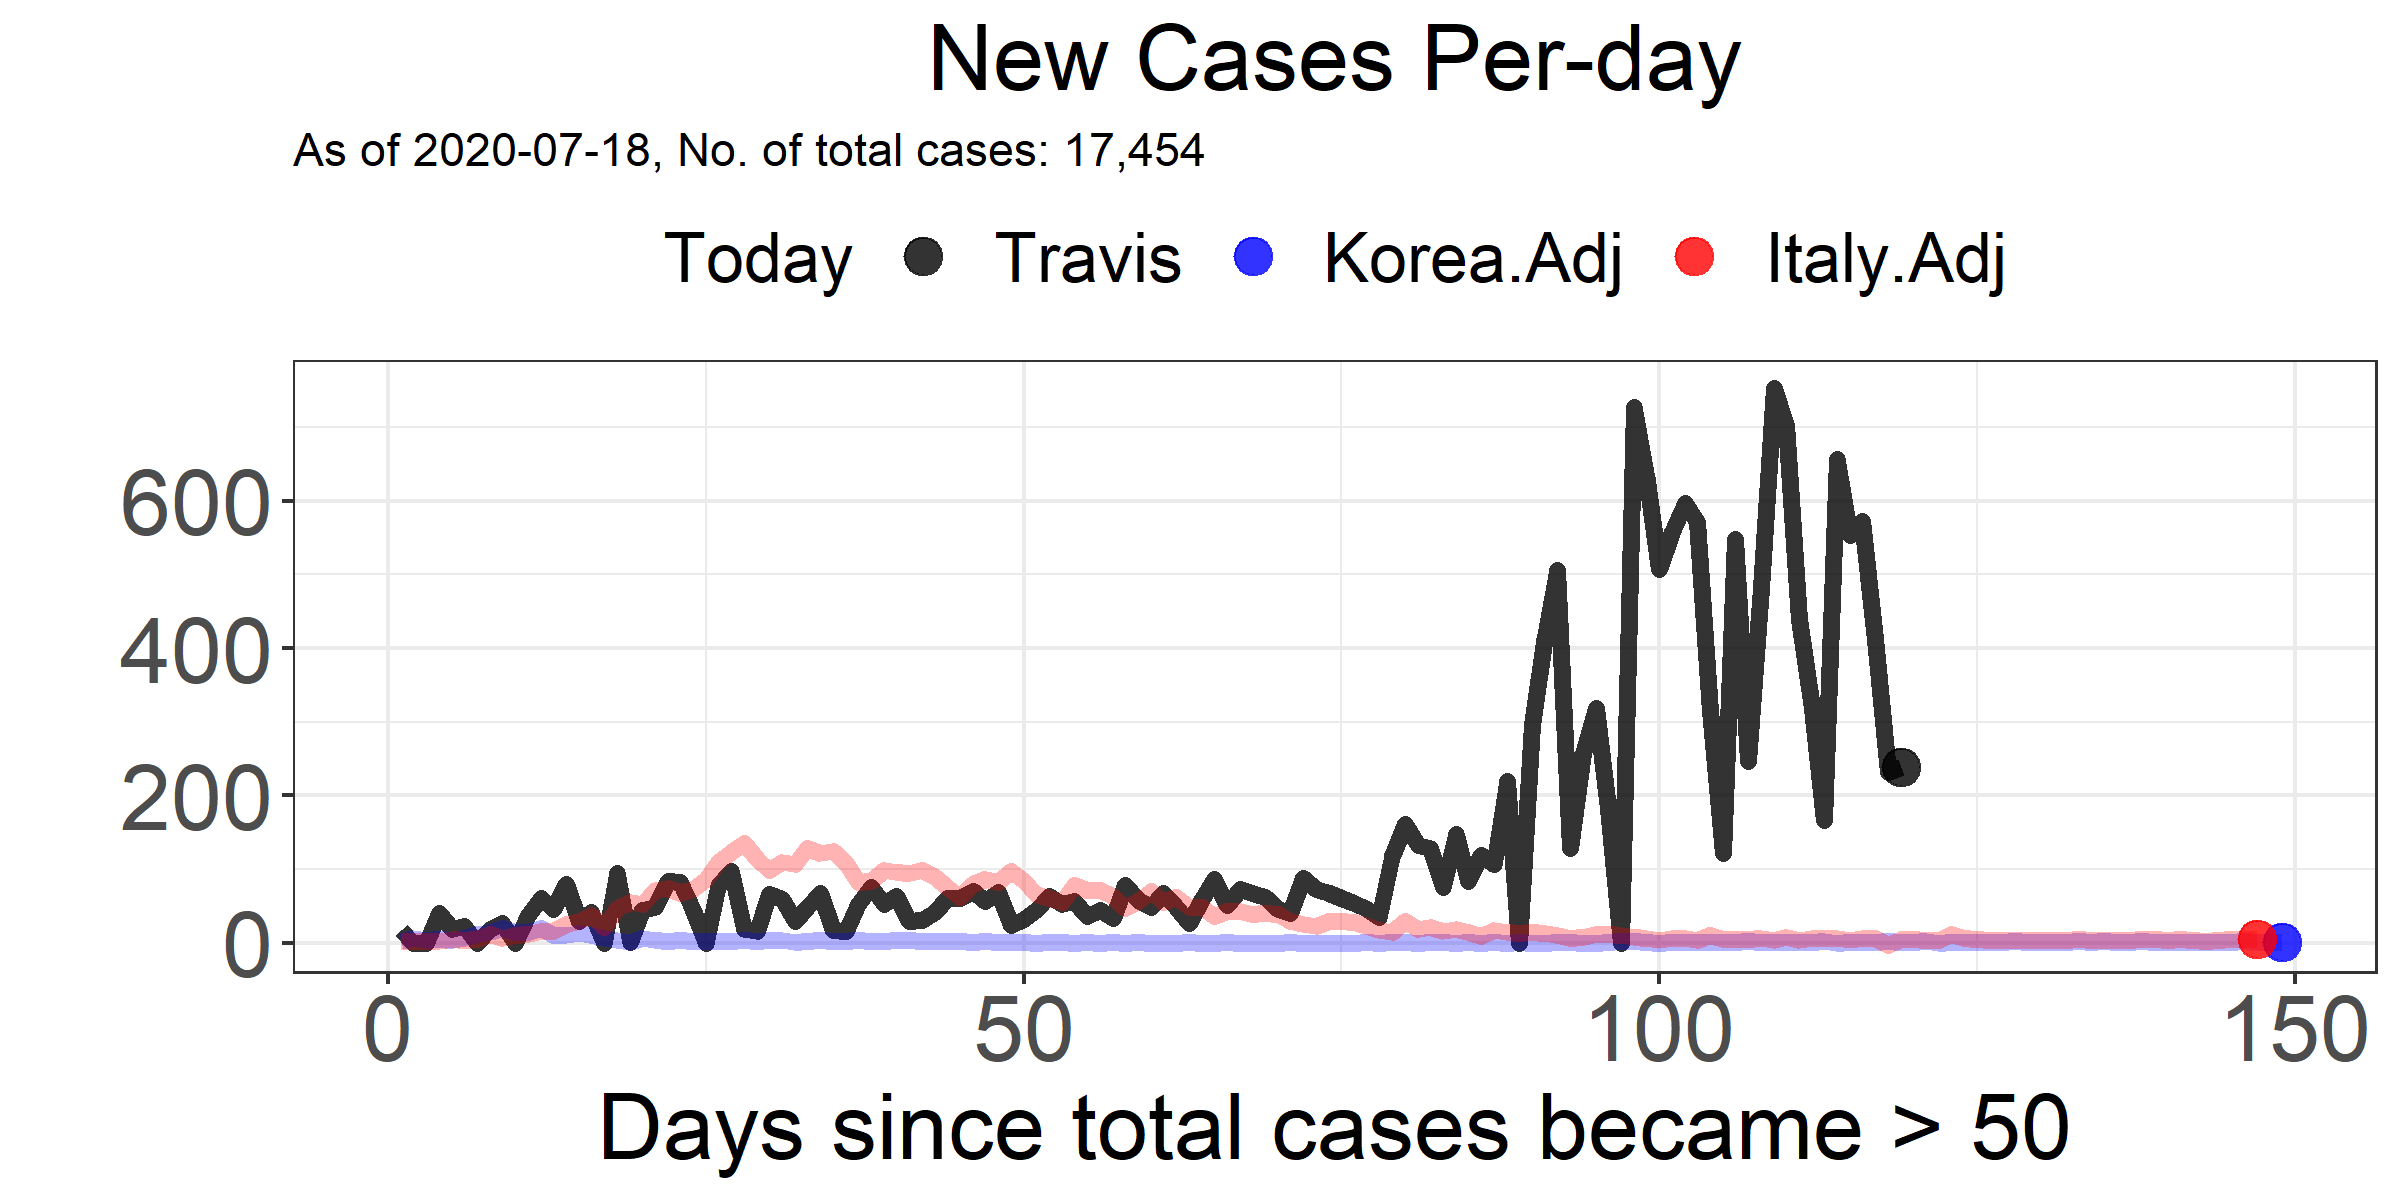 New Cases Per-day
As of 2020-07-18, No. of total cases: 17,454
Today Travis Korea.Adj Italy.Adj
600
400
200
0
0 50 100 150
Days since total cases became > 50